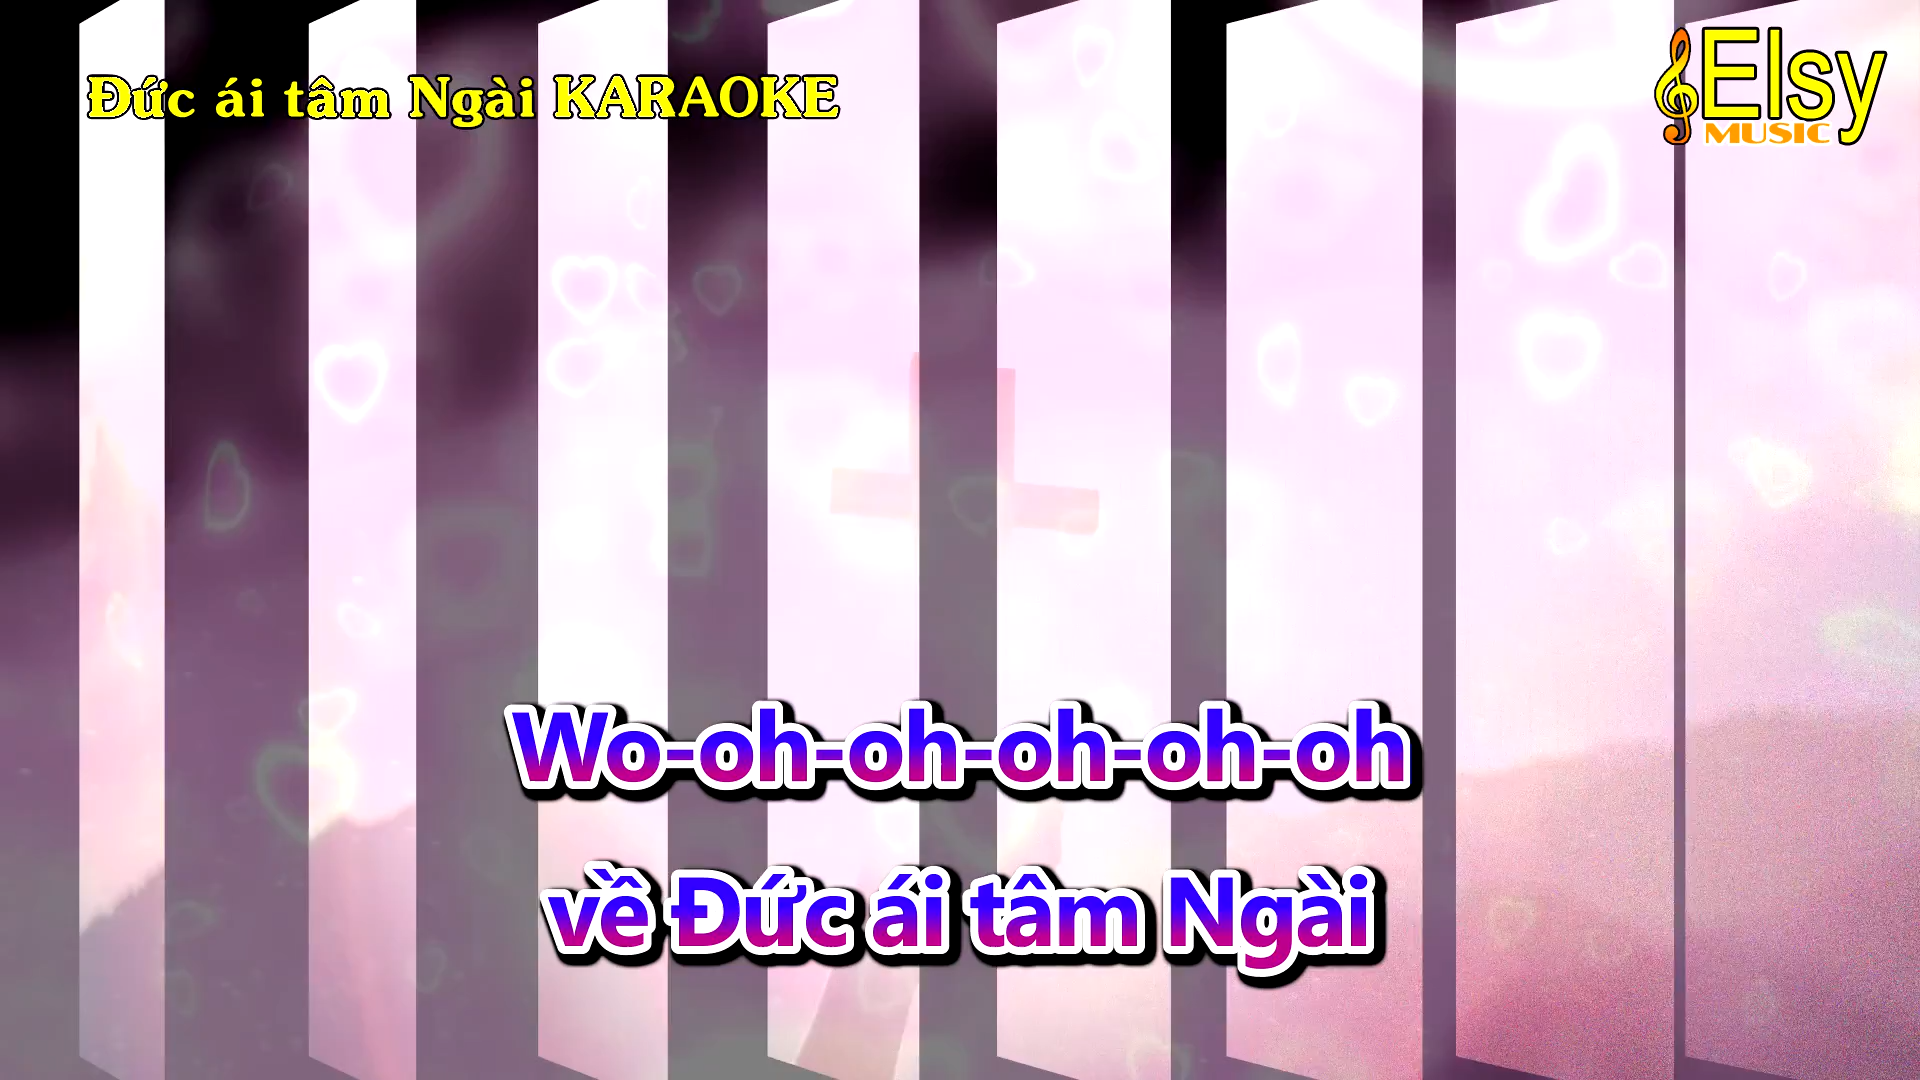 Đức ái tâm Ngài KARAOKE
Elsy
MUSIC
Wo-oh-oh-oh-oh-oh
về Đức ái tâm Ngài